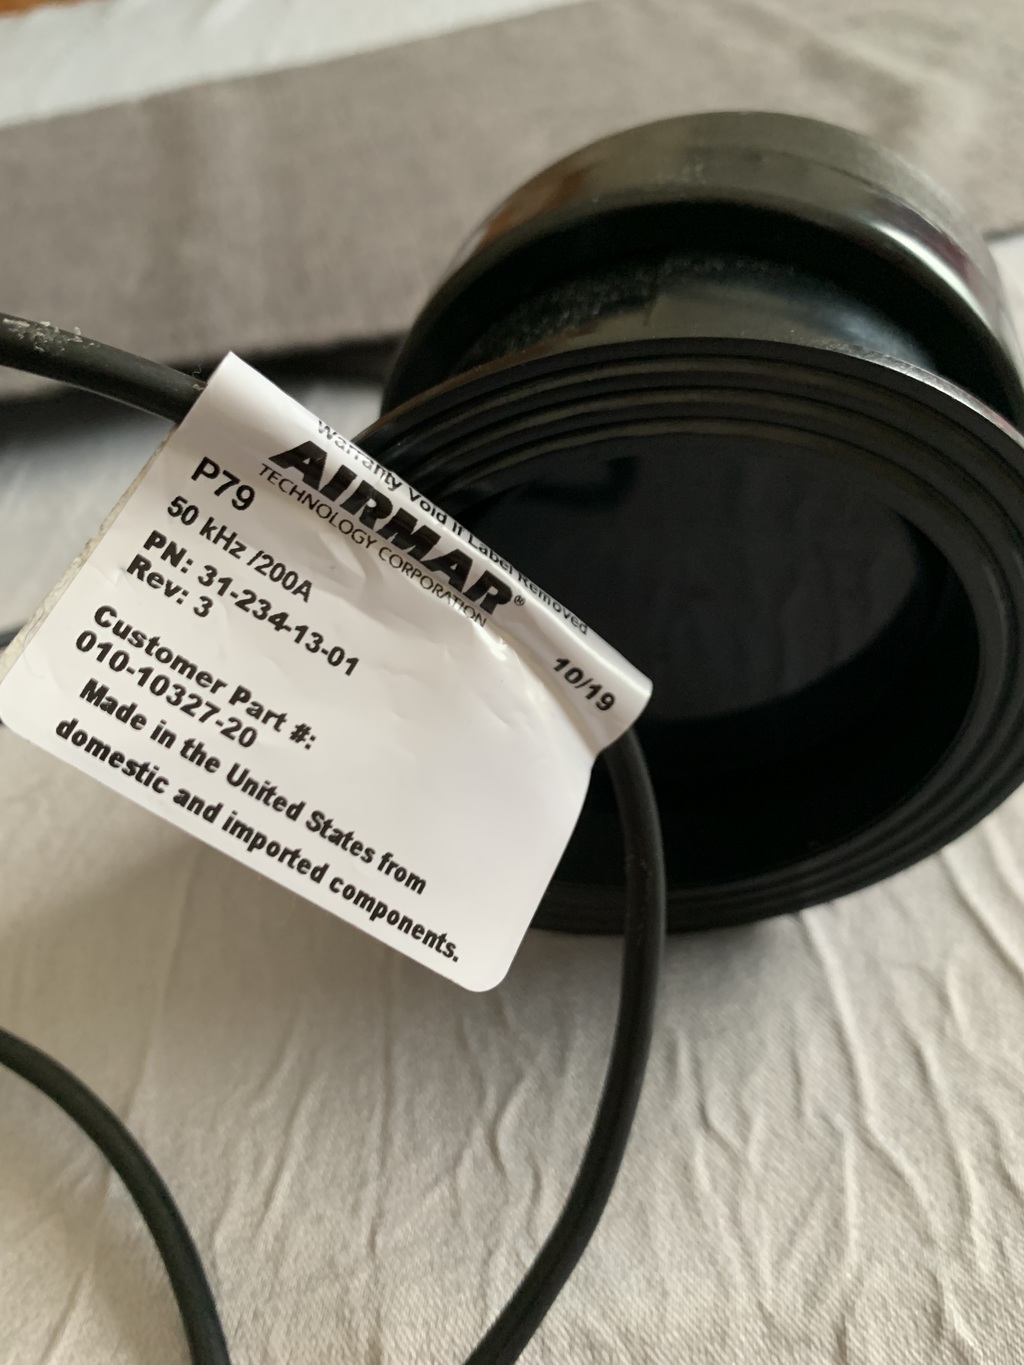 Warranty Void If Label Removed
AIRMAR®
TECHNOLOGY CORPORATION
10/19
P79
50 kHz /200A
PN: 31-234-13-01
Rev: 3
Customer Part #:
010-10327-20
Made in the United States from
domestic and imported components.